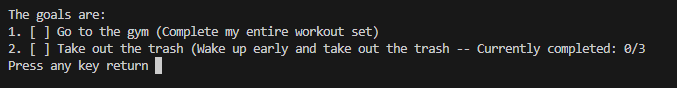 The goals are:
1. [ ] Go to the gym (Complete my entire workout set)
2. [ ] Take out the trash (Wake up early and take out the trash -- Currently completed: 0/3
Press any key return